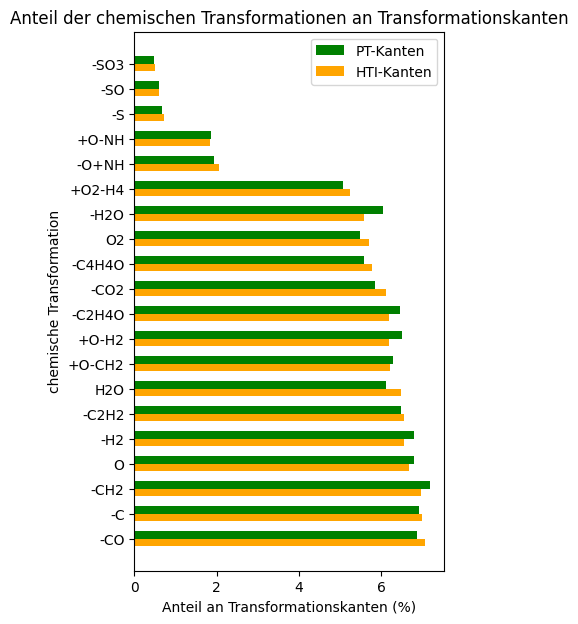 Anteil der chemischen Transformationen an Transformationskanten
PT-Kanten
HTI-Kanten
chemische Transformation
-SO3
-SO
-S
+O-NH
-O+NH
+O2-H4
-H2O
O2
-C4H4O
-CO2
-C2H4O
+O-H2
+O-CH2
H2O
-C2H2
-H2
O
-CH2
-C
-CO
0 2 4 6
Anteil an Transformationskanten (%)